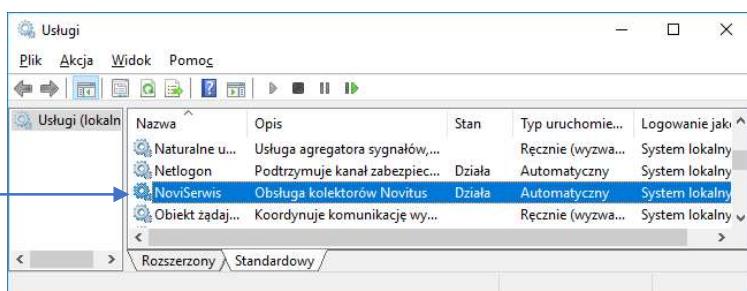 Usługi
Plik Akcja Widok Pomoc
Usługi (lokaln
Nazwa Opis Stan Typ uruchomie... Logowanie jako
Naturalne u... Usługa agregatora sygnałów,... Ręcznie (wyzwa... System lokalny
Netlogon Podtrzymuje kanał zabezpiec... Działa Automatyczny System lokalny
NoviSerwis Obsługa kolektorów Novitus Działa Automatyczny System lokalny
Obiekt żądaj... Koordynuje komunikację wy... Ręcznie (wyzwa... System lokalny
Rozszerzony Standardowy